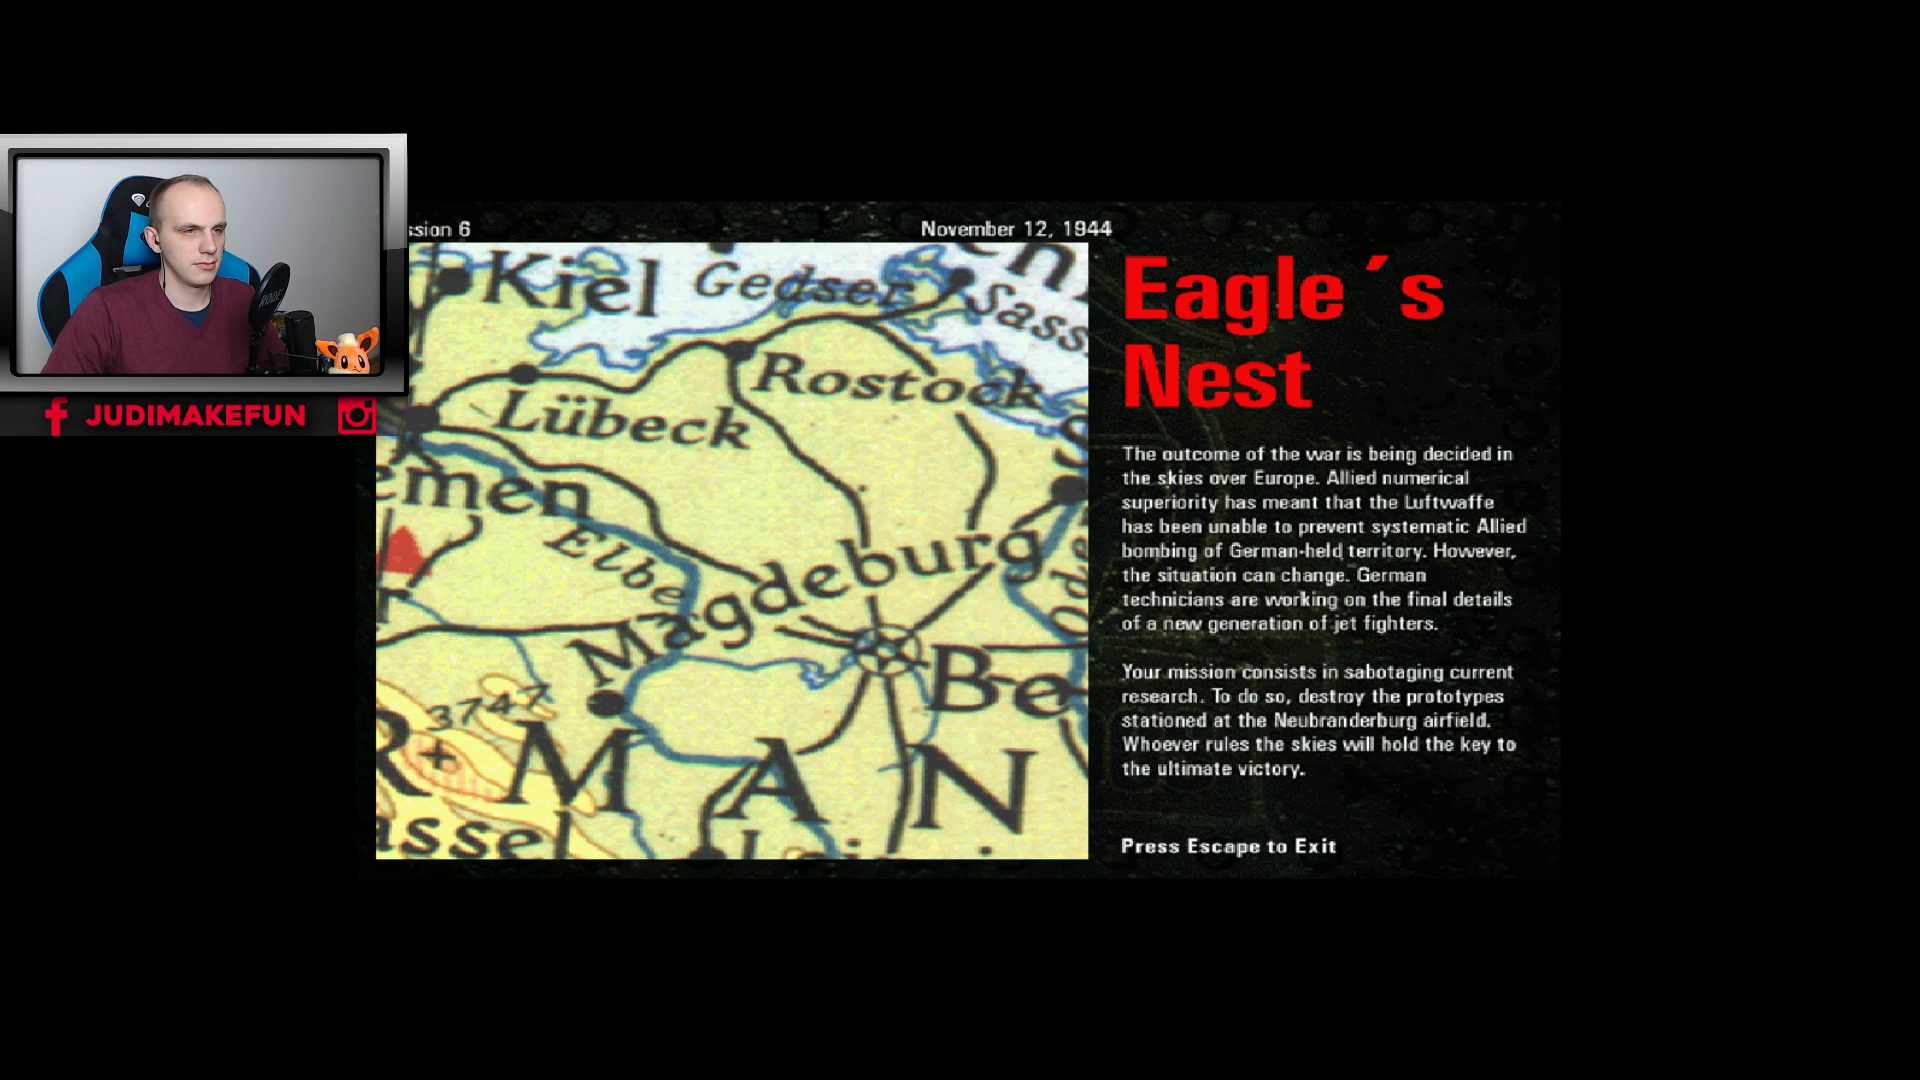 ssion 6
November 12, 1944
Eagle´s
Nest
The outcome of the war is being decided in
the skies over Europe. Allied numerical
superiority has meant that the Luftwaffe
has been unable to prevent systematic Allied
bombing of German-held territory. However,
the situation can change. German
technicians are working on the final details
of a new generation of jet fighters.
Your mission consists in sabotaging current
research. To do so, destroy the prototypes
stationed at the Neubranderburg airfield.
Whoever rules the skies will hold the key to
the ultimate victory.
Press Escape to Exit
Kiel
Gedser
Sass
Rostock
Lübeck
emen
Elbe
Magdeburg
Be
3747
R M A N
assel
RODE
JUDIMAKEFUN